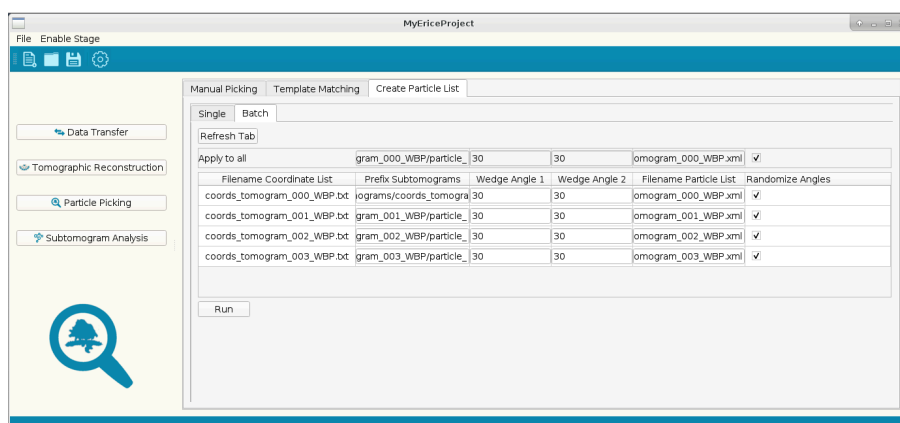 MyEriceProject
File Enable Stage
Manual Picking Template Matching Create Particle List
Single Batch
Data Transfer
Refresh Tab
Apply to all gram_000_WBP/particle_ 30 30 omogram_000_WBP.xml
Tomographic Reconstruction
Filename Coordinate List Prefix Subtomograms Wedge Angle 1 Wedge Angle 2 Filename Particle List Randomize Angles
coords_tomogram_000_WBP.txt ograms/coords_tomogra 30 30 omogram_000_WBP.xml
Particle Picking
coords_tomogram_001_WBP.txt gram_001_WBP/particle_ 30 30 omogram_001_WBP.xml
Subtomogram Analysis
coords_tomogram_002_WBP.txt gram_002_WBP/particle_ 30 30 omogram_002_WBP.xml
coords_tomogram_003_WBP.txt gram_003_WBP/particle_ 30 30 omogram_003_WBP.xml
Run